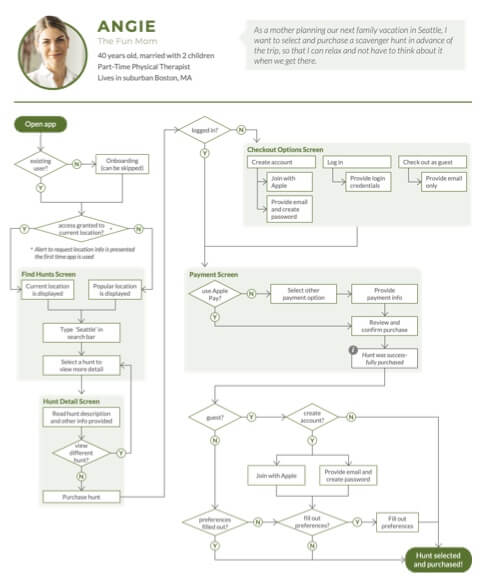 ANGIE
The Fun Mom
40 years old, married with 2 children
Part-Time Physical Therapist
Lives in suburban Boston, MA
As a mother planning our next family vacation in Seattle, I
want to select and purchase a scavenger hunt in advance of
the trip, so that I can relax and not have to think about it
when we get there.
Open app
existing
user?
N
Y
Onboarding
(can be skipped)
access granted to
current location?
*
Y
N
* Alert to request location info is presented
the first time app is used
Find Hunts Screen
Current location
is displayed
Popular location
is displayed
Type 'Seattle' in
search bar
Select a hunt to
view more detail
Hunt Detail Screen
Read hunt description
and other info provided
view
different
hunt?
Y
N
Purchase hunt
logged in?
N
Y
Checkout Options Screen
Create account
Log in
Check out as guest
Join with
Apple
Provide login
credentials
Provide email
only
Provide email
and create
password
Payment Screen
use Apple
Pay?
N
Y
Select other
payment option
Provide
payment info
Review and
confirm purchase
i
Hunt was success-
fully purchased
guest?
Y
N
create
account?
N
Y
Join with Apple
Provide email and
create password
preferences
filled out?
N
Y
fill out
preferences?
Y
N
Fill out
preferences
Hunt selected
and purchased!